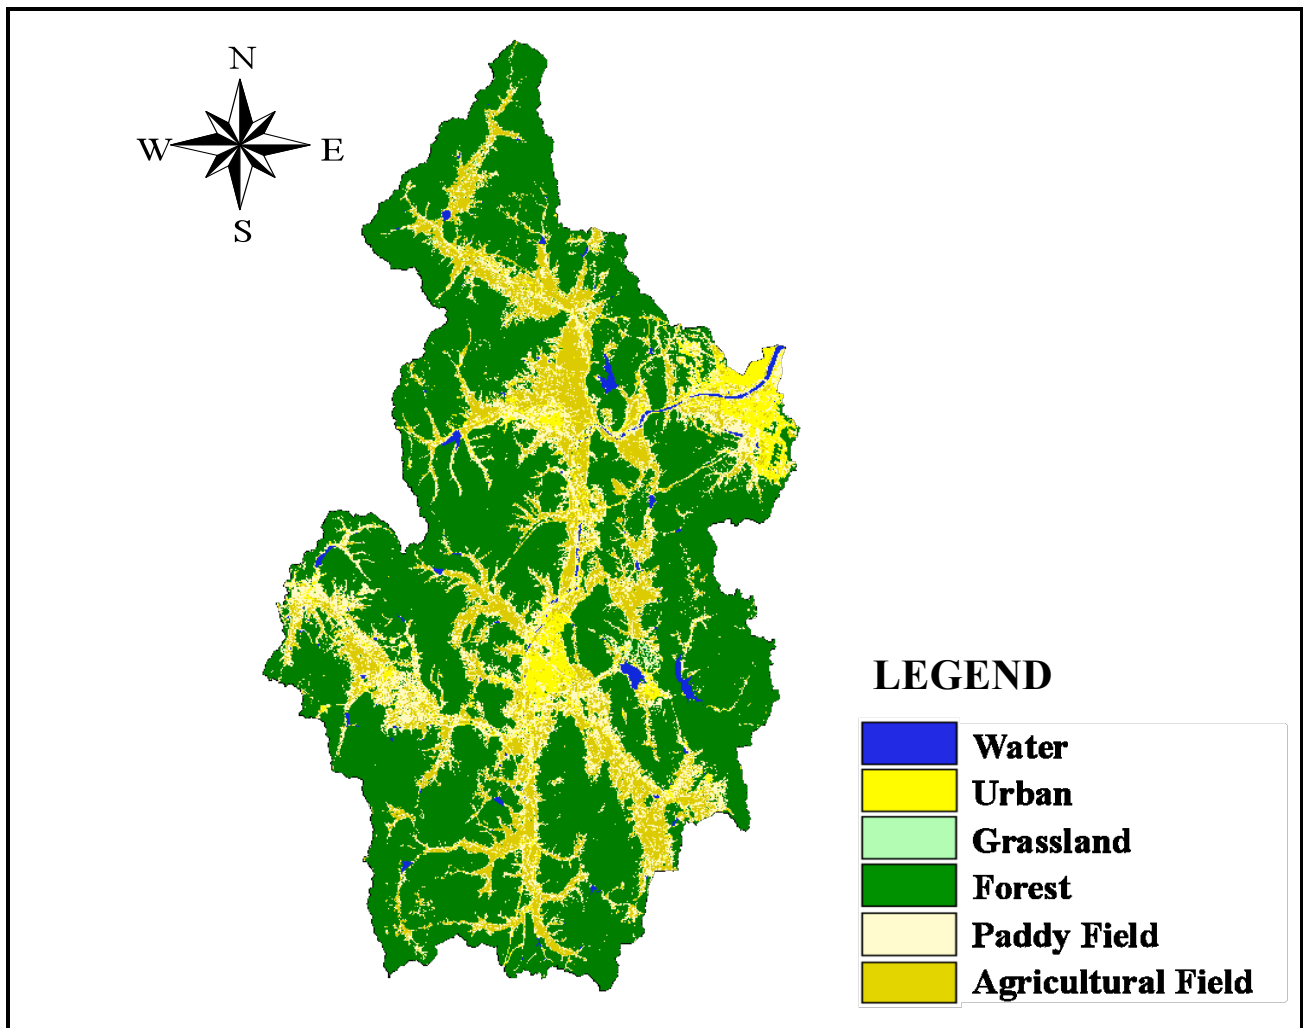 N
W
E
S
LEGEND
Water
Urban
Grassland
Forest
Paddy Field
Agricultural Field